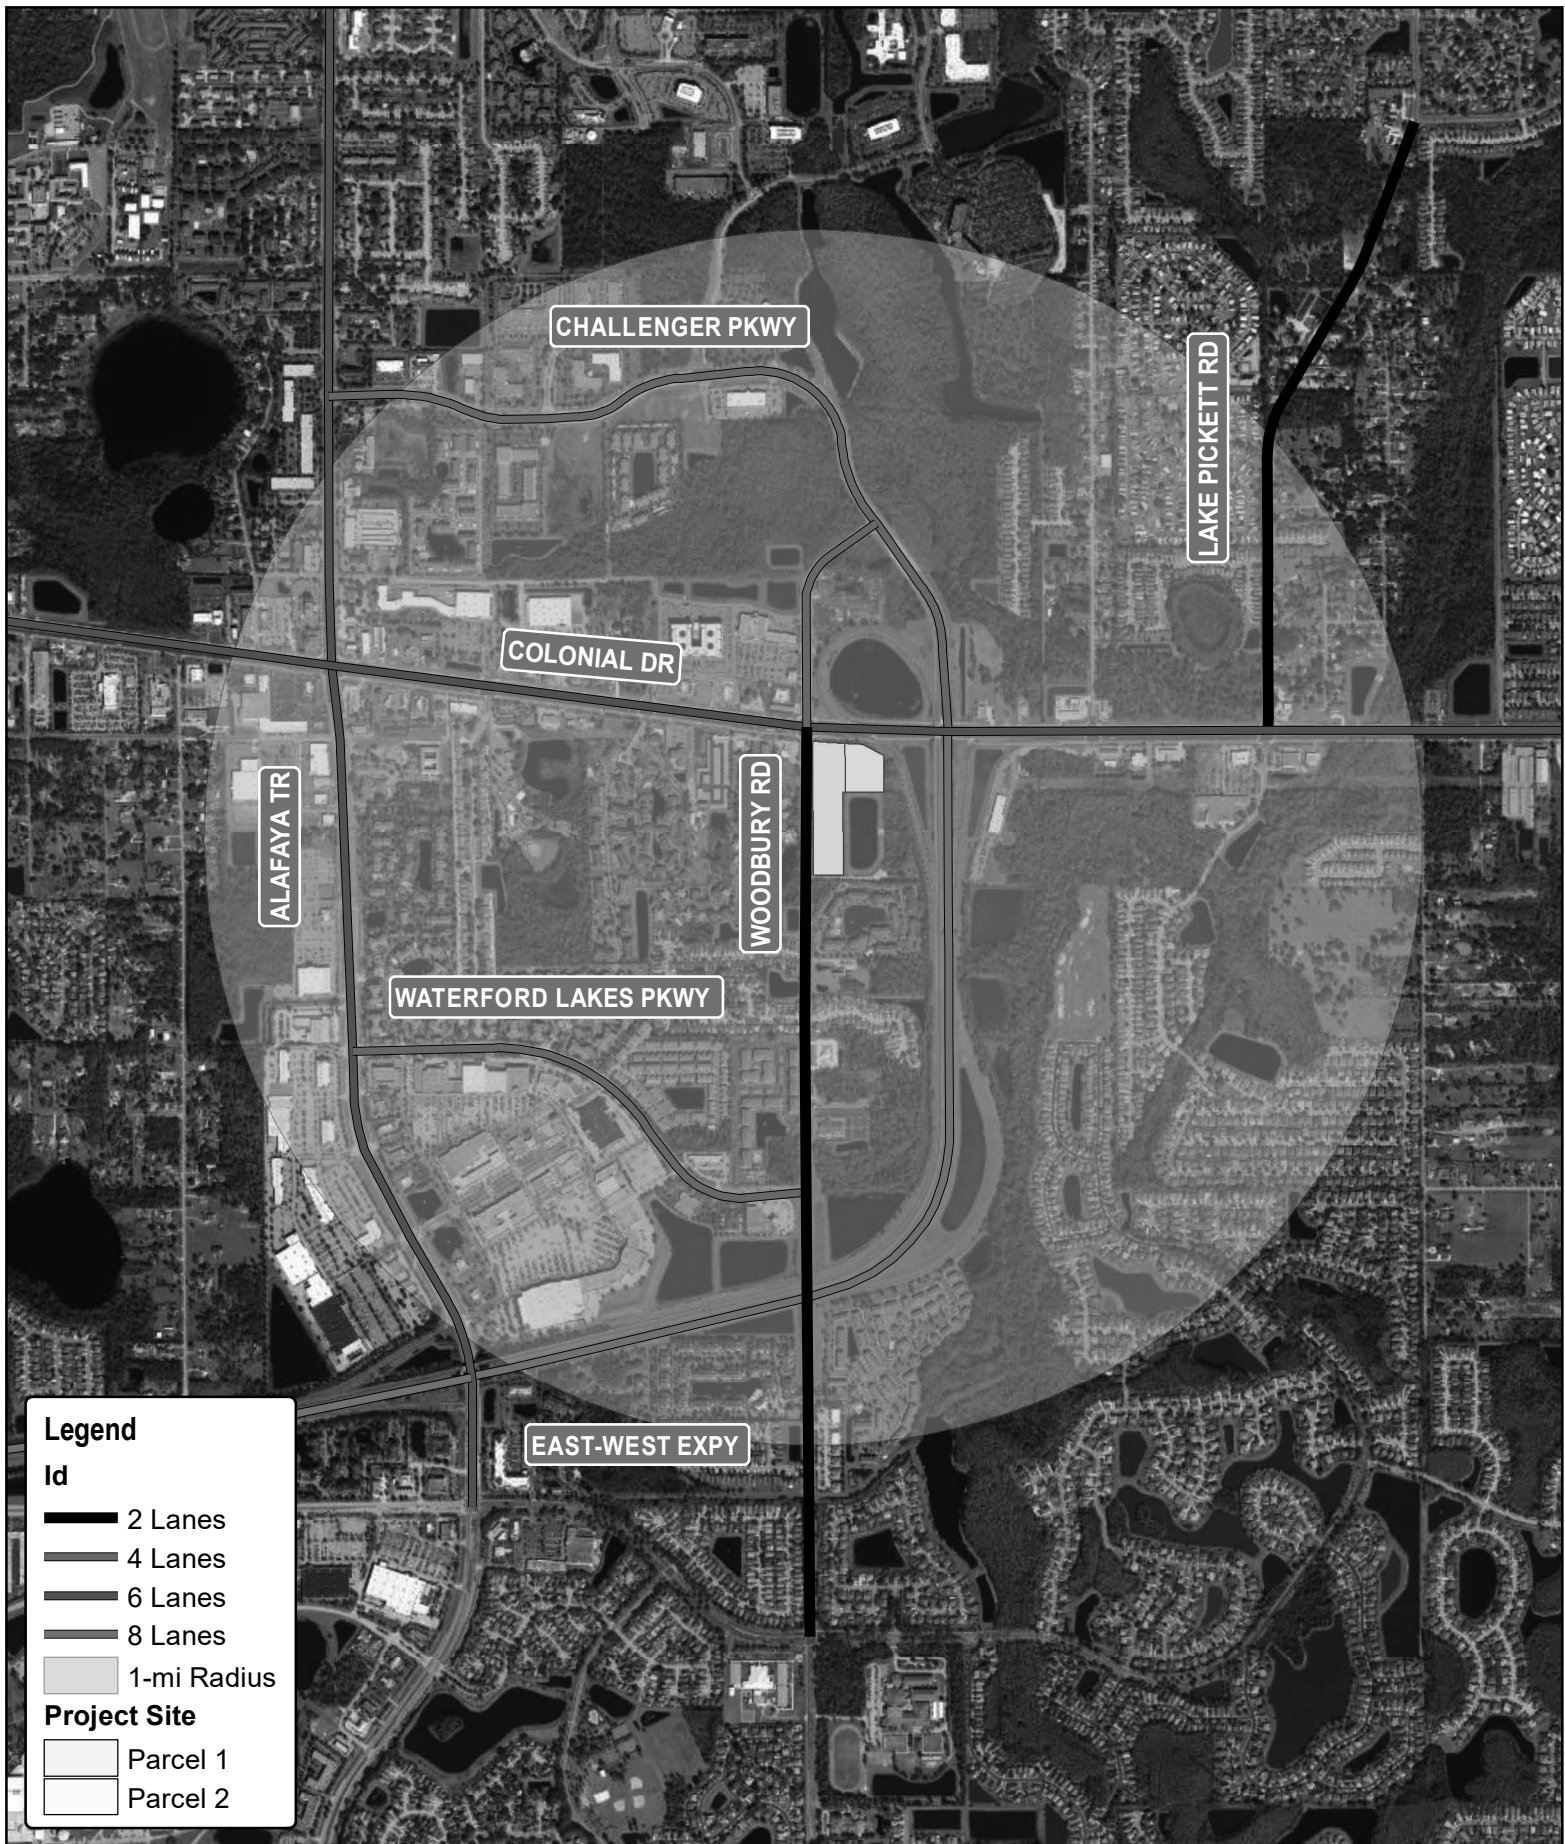 CHALLENGER PKWY
LAKE PICKETT RD
COLONIAL DR
ALAFAYA TR
WOODBURY RD
WATERFORD LAKES PKWY
EAST-WEST EXPY
Legend
Id
2 Lanes
4 Lanes
6 Lanes
8 Lanes
1-mi Radius
Project Site
Parcel 1
Parcel 2